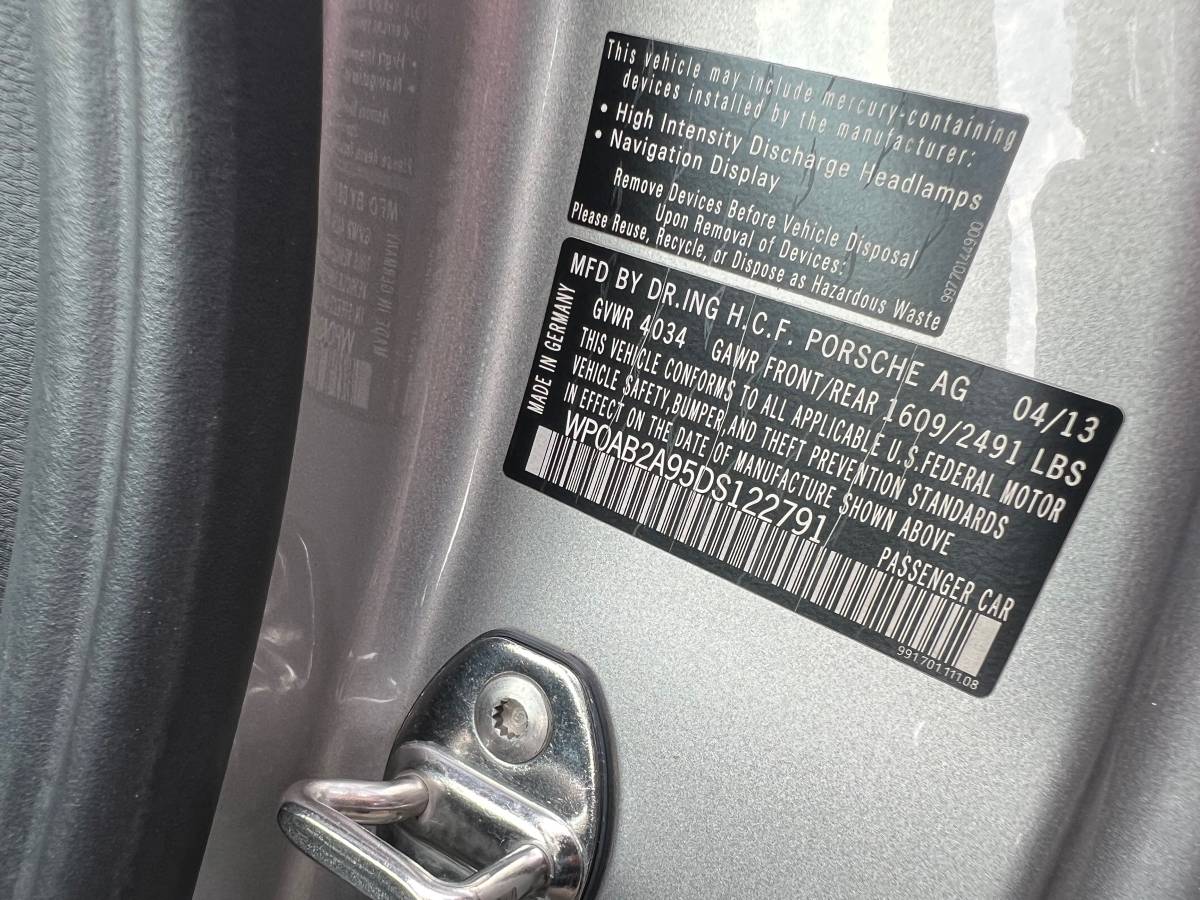 This vehicle may include mercury-containing
devices installed by the manufacturer:
• High Intensity Discharge Headlamps
• Navigation Display
Remove Devices Before Vehicle Disposal
Upon Removal of Devices:
Please Reuse, Recycle, or Dispose as Hazardous Waste
99770144900
MFD BY DR.ING H.C.F. PORSCHE AG 04/13
GVWR 4034 GAWR FRONT/REAR 1609/2491 LBS
THIS VEHICLE CONFORMS TO ALL APPLICABLE U.S.FEDERAL MOTOR
VEHICLE SAFETY,BUMPER,AND THEFT PREVENTION STANDARDS
IN EFFECT ON THE DATE OF MANUFACTURE SHOWN ABOVE
WP0AB2A95DS122791 PASSENGER CAR
MADE IN GERMANY
991.701.111.08